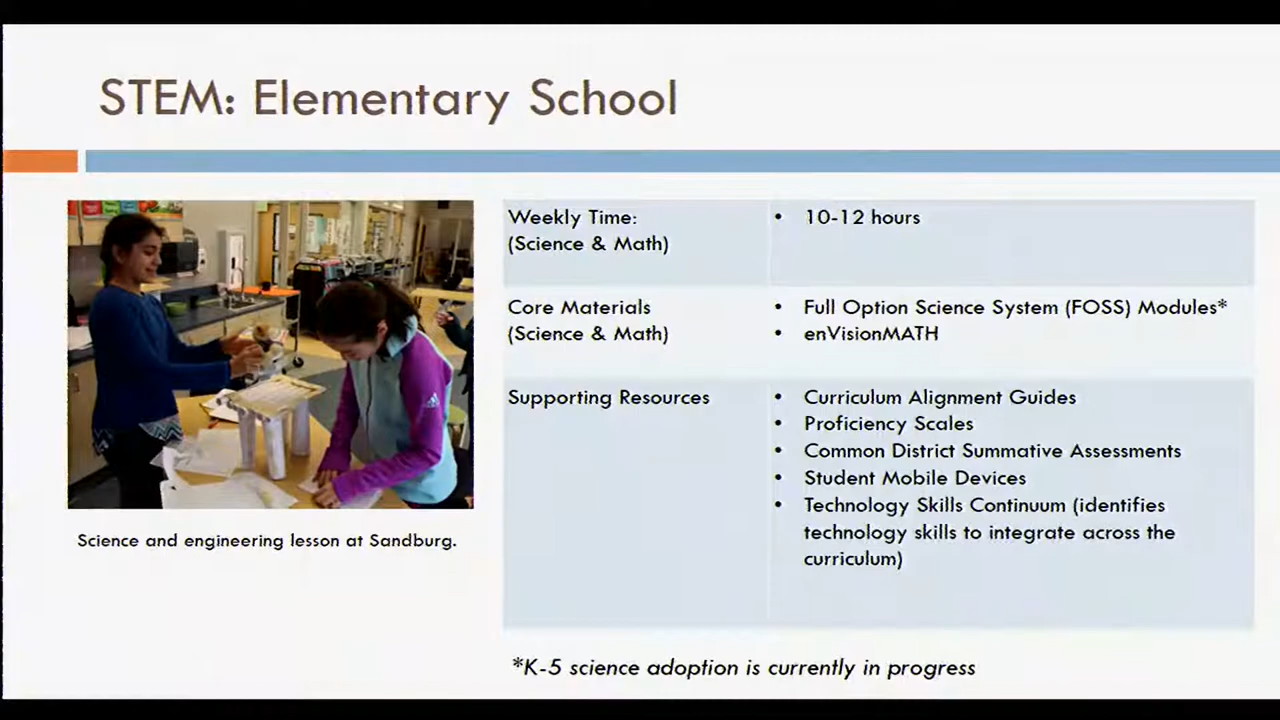 STEM: Elementary School
Weekly Time:
(Science & Math)
• 10-12 hours
Core Materials
(Science & Math)
• Full Option Science System (FOSS) Modules*
• enVisionMATH
Supporting Resources
• Curriculum Alignment Guides
• Proficiency Scales
• Common District Summative Assessments
• Student Mobile Devices
• Technology Skills Continuum (identifies
technology skills to integrate across the
curriculum)
Science and engineering lesson at Sandburg.
*K-5 science adoption is currently in progress